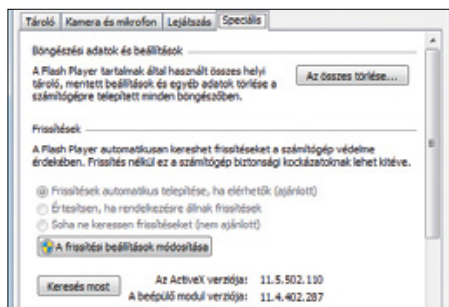 Tároló Kamera és mikrofon Lejátszás Speciális
Böngészési adatok és beállítások
A Flash Player tartalmak által használt összes helyi
tároló, mentett beállítások és egyéb adatok törlése a
számítógépre telepített minden böngészőben.
Az összes törlése...
Frissítések
A Flash Player automatikusan kereshet frissítéseket a számítógép védelme
érdekében. Frissítés nélkül ez a számítógép biztonsági kockázatoknak lehet kitéve.
Frissítések automatikus telepítése, ha elérhetők (ajánlott)
Értesítsen, ha rendelkezésre állnak frissítések
Soha ne keressen frissítéseket (nem ajánlott)
A frissítési beállítások módosítása
Keresés most
Az ActiveX verziója: 11.5.502.110
A beépülő modul verziója: 11.4.402.287